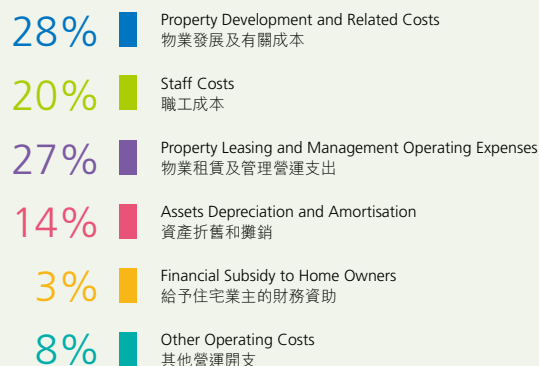 28% Property Development and Related Costs
物業發展及有關成本
20% Staff Costs
職工成本
27% Property Leasing and Management Operating Expenses
物業租賃及管理營運支出
14% Assets Depreciation and Amortisation
資產折舊和攤銷
3% Financial Subsidy to Home Owners
給予住宅業主的財務資助
8% Other Operating Costs
其他營運開支